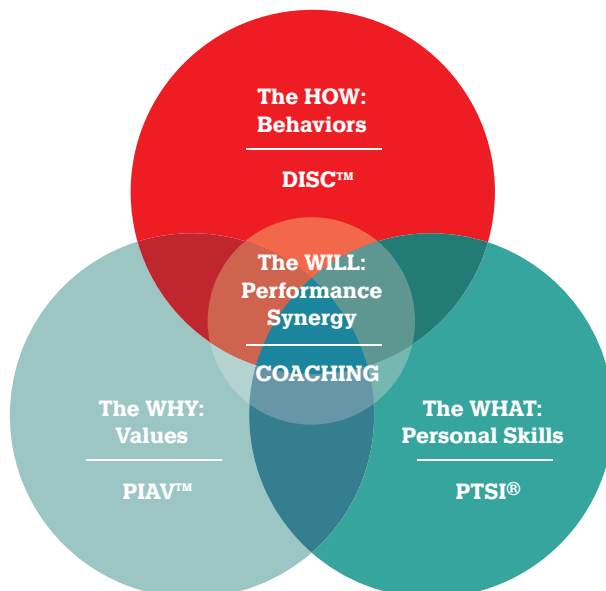 The HOW:
Behaviors
DISC™
The WILL:
Performance
Synergy
COACHING
The WHY:
Values
PIAV™
The WHAT:
Personal Skills
PTSI®